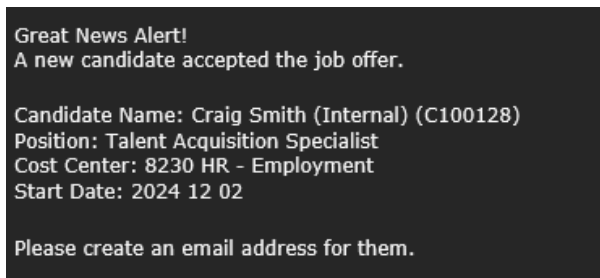 Great News Alert!
A new candidate accepted the job offer.
Candidate Name: Craig Smith (Internal) (C100128)
Position: Talent Acquisition Specialist
Cost Center: 8230 HR - Employment
Start Date: 2024 12 02
Please create an email address for them.